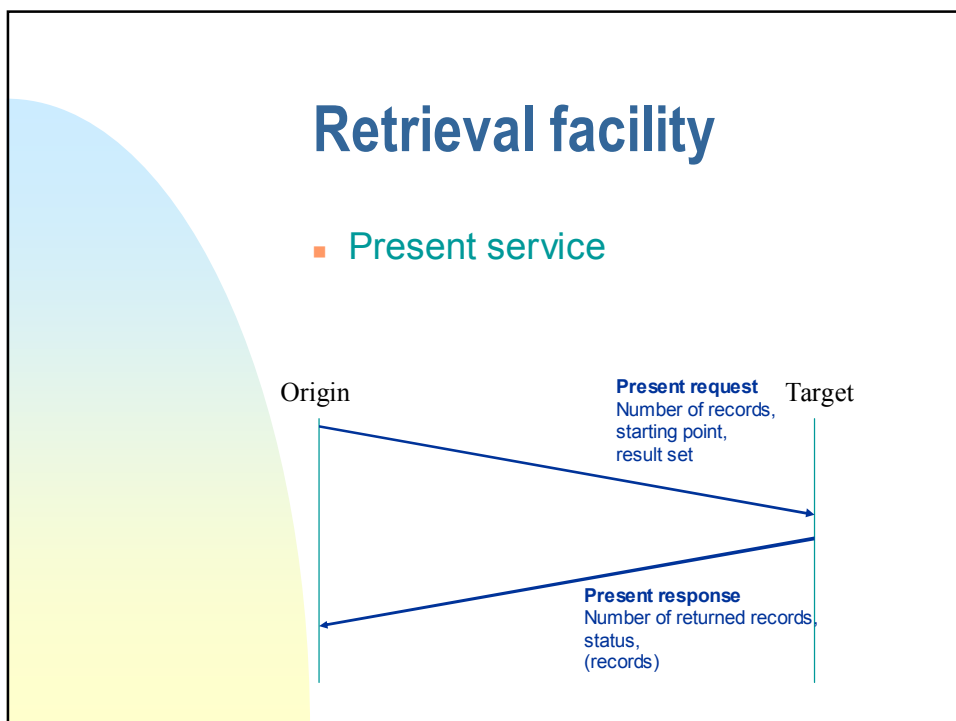 Retrieval facility
Present service
Origin
Present request
Number of records,
starting point,
result set
Target
Present response
Number of returned records,
status,
(records)